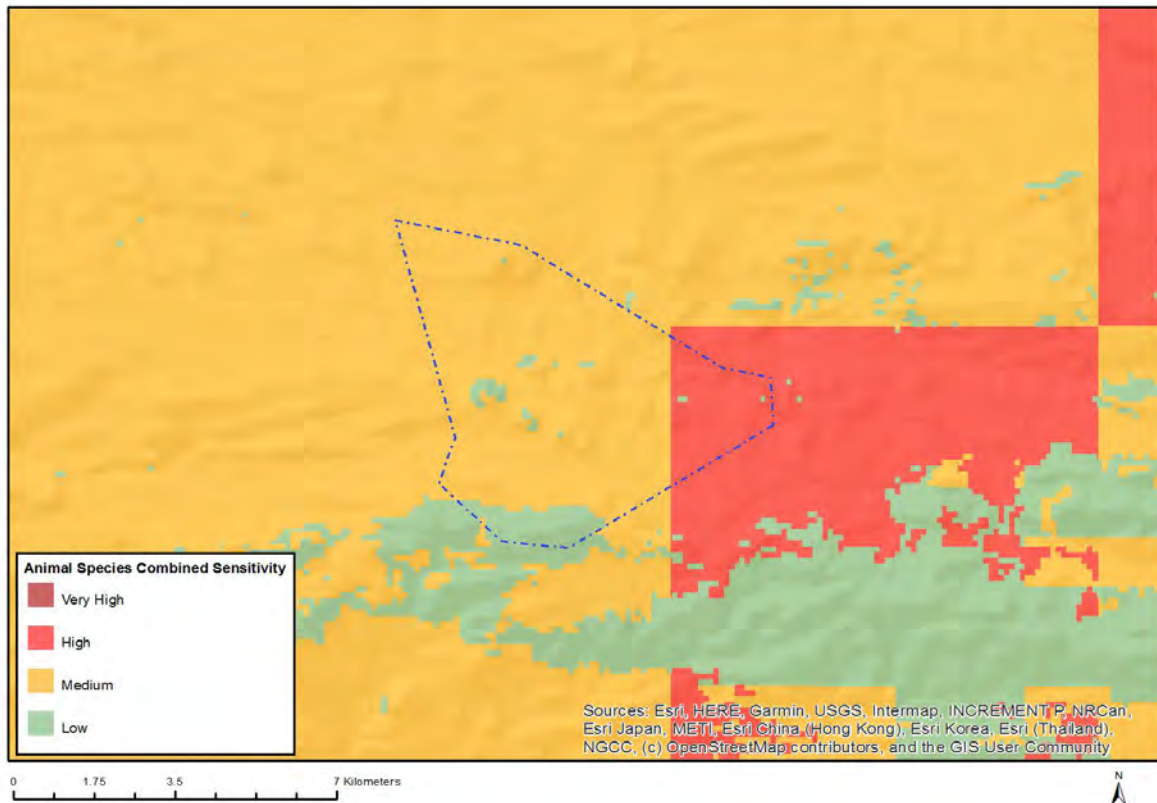 Animal Species Combined Sensitivity
Very High
High
Medium
Low
Sources: Esri, HERE, Garmin, USGS, Intermap, INCREMENT P, NRCan,
Esri Japan, METI, Esri China (Hong Kong), Esri Korea, Esri (Thailand),
NGCC, (c) OpenStreetMap contributors, and the GIS User Community
0 1.75 3.5 7 Kilometers
N